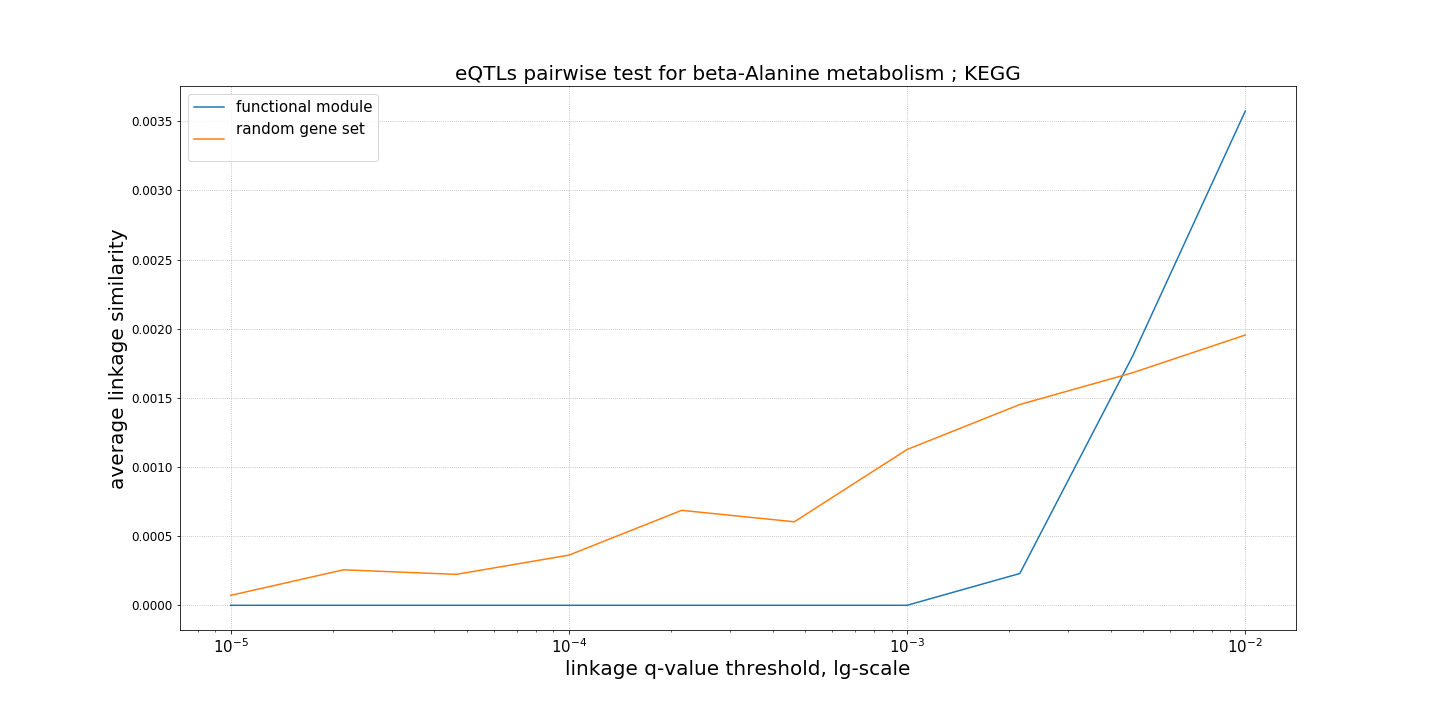 eQTLs pairwise test for beta-Alanine metabolism ; KEGG
functional module
random gene set
average linkage similarity
0.0035
0.0030
0.0025
0.0020
0.0015
0.0010
0.0005
0.0000
10⁻⁵ 10⁻⁴ 10⁻³ 10⁻²
linkage q-value threshold, lg-scale